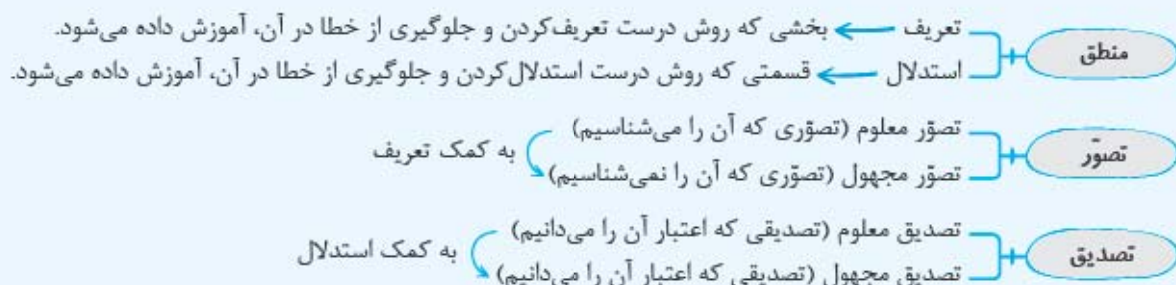 منطق
تعریف ← بخشی که روش درست تعریف‌کردن و جلوگیری از خطا در آن، آموزش داده می‌شود.
استدلال ← قسمتی که روش درست استدلال‌کردن و جلوگیری از خطا در آن، آموزش داده می‌شود.
تصوّر
تصوّر معلوم (تصوّری که آن را می‌شناسیم)
به کمک تعریف
تصوّر مجهول (تصوّری که آن را نمی‌شناسیم)
تصدیق
تصدیق معلوم (تصدیقی که اعتبار آن را می‌دانیم)
به کمک استدلال
تصدیق مجهول (تصدیقی که اعتبار آن را می‌دانیم)